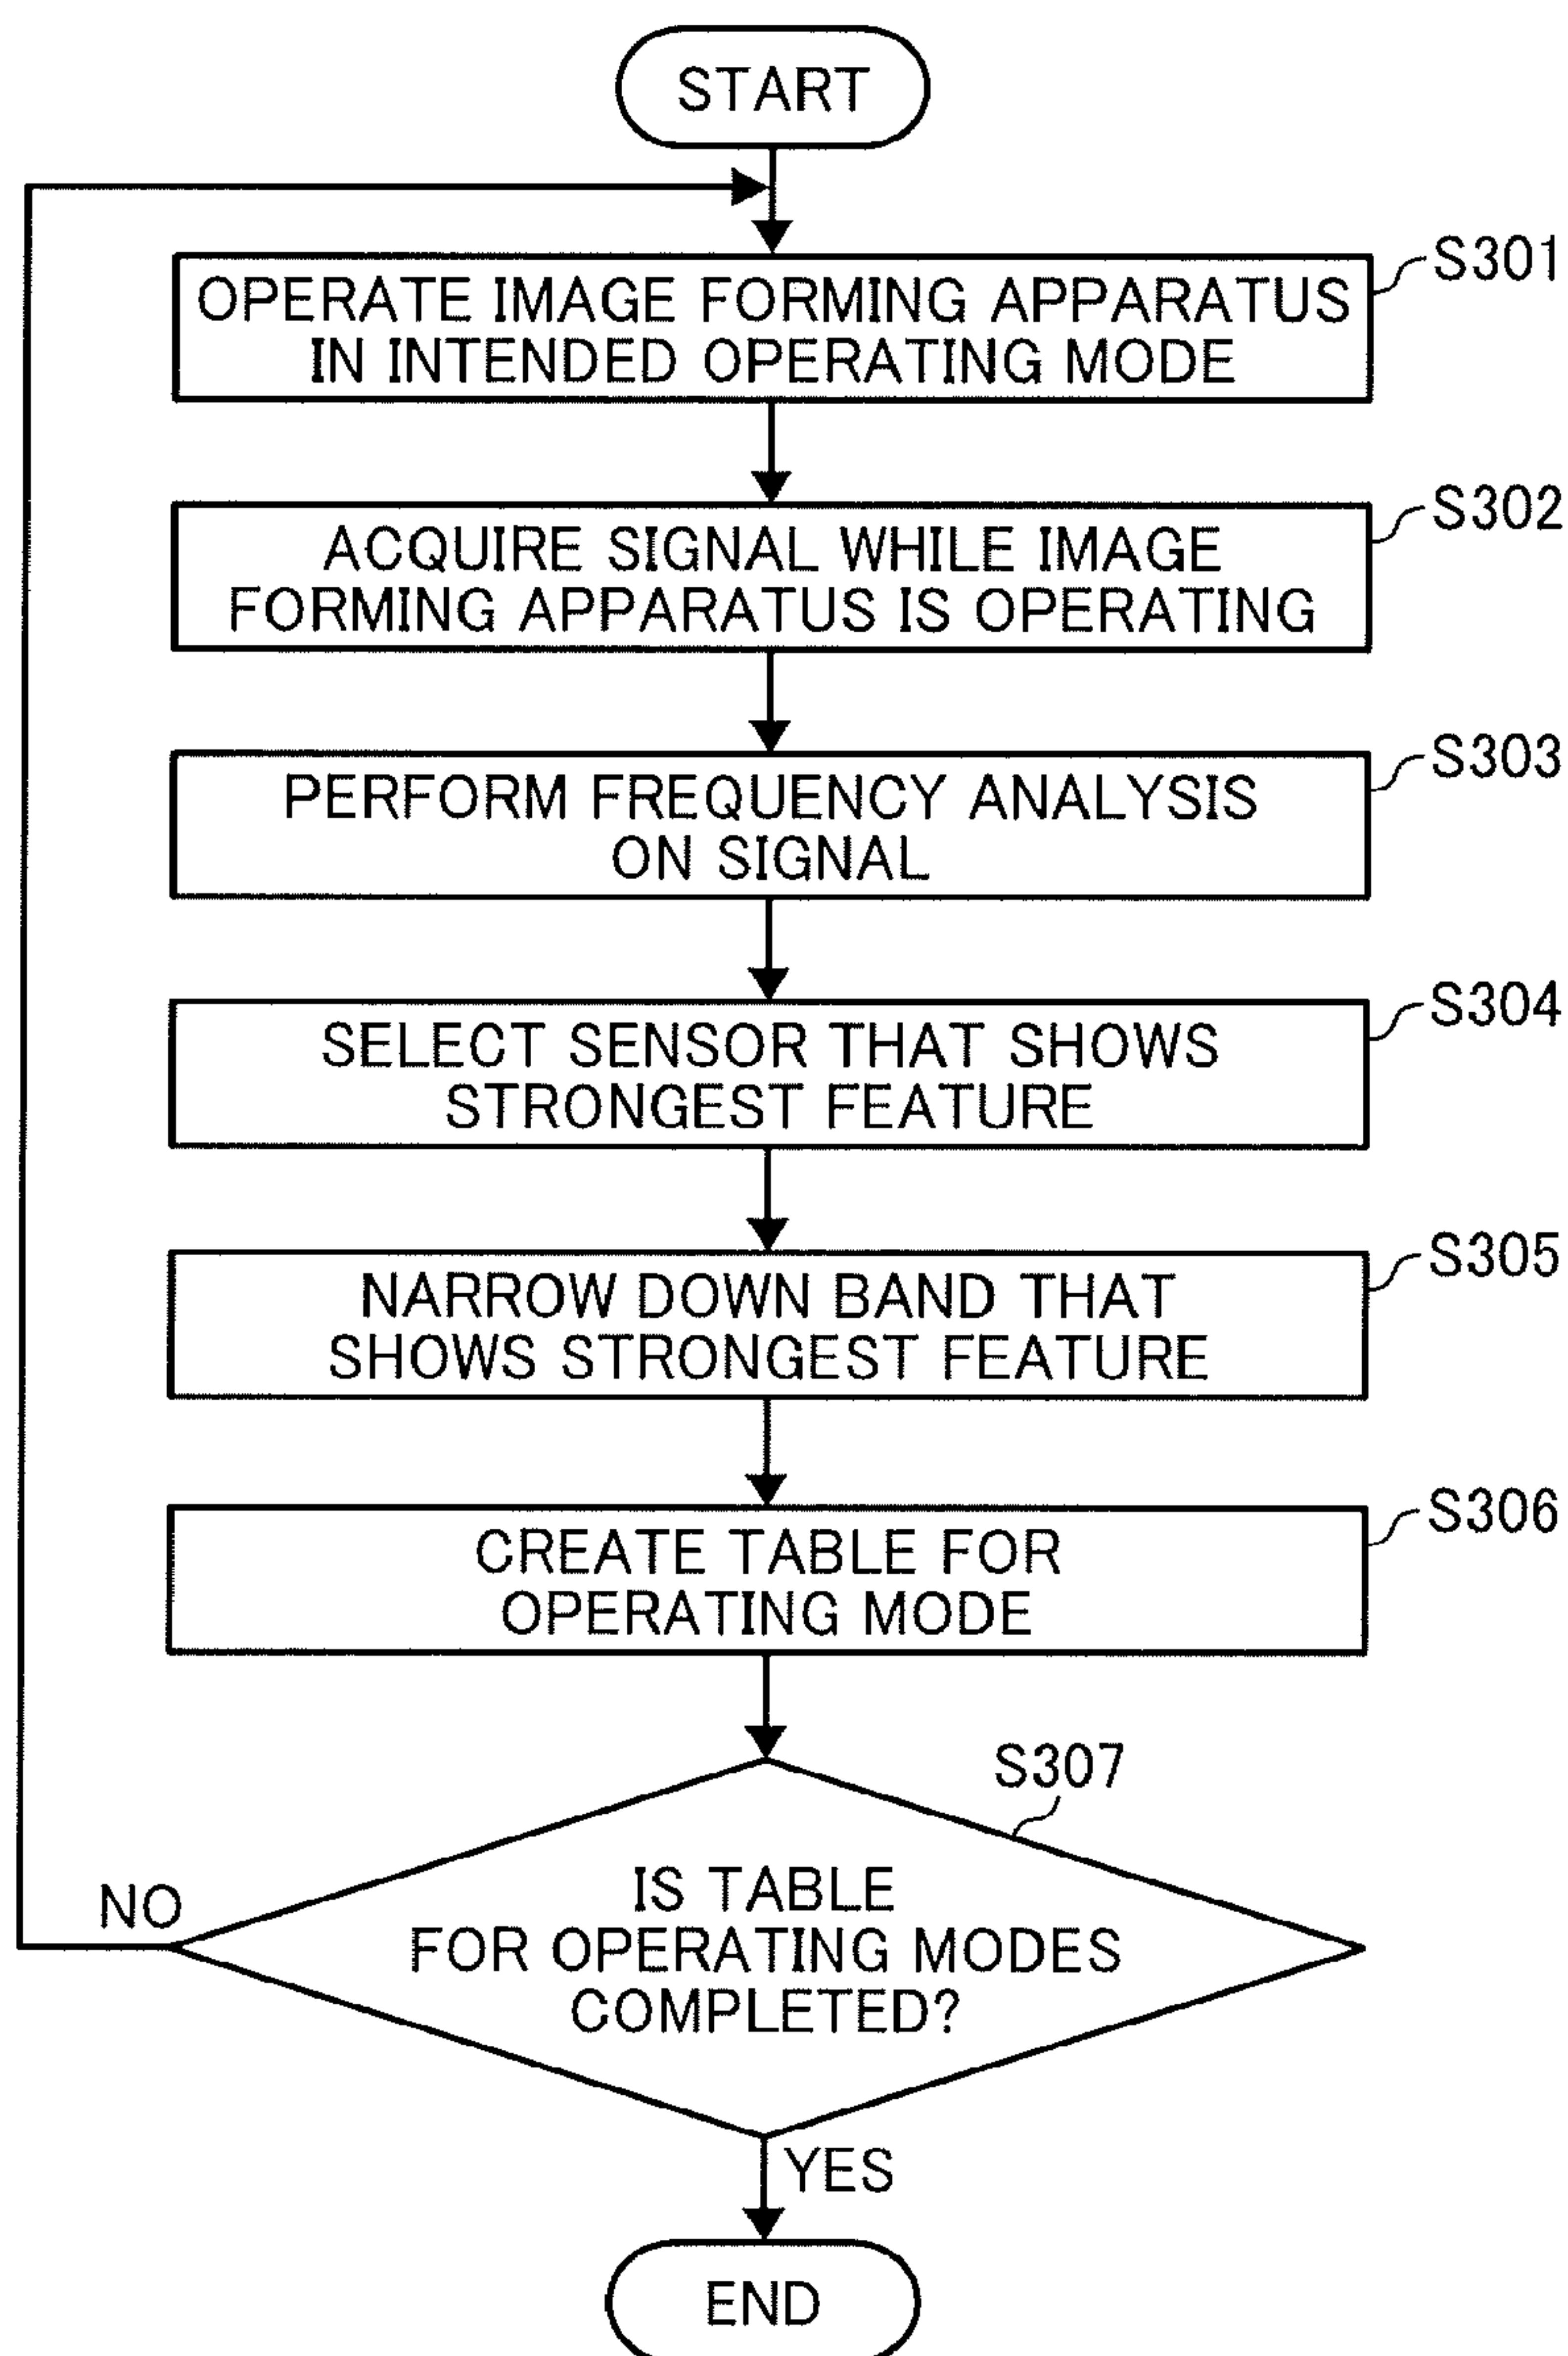 START
S301
OPERATE IMAGE FORMING APPARATUS
IN INTENDED OPERATING MODE
S302
ACQUIRE SIGNAL WHILE IMAGE
FORMING APPARATUS IS OPERATING
S303
PERFORM FREQUENCY ANALYSIS
ON SIGNAL
S304
SELECT SENSOR THAT SHOWS
STRONGEST FEATURE
S305
NARROW DOWN BAND THAT
SHOWS STRONGEST FEATURE
S306
CREATE TABLE FOR
OPERATING MODE
S307
IS TABLE
FOR OPERATING MODES
COMPLETED?
NO
YES
END